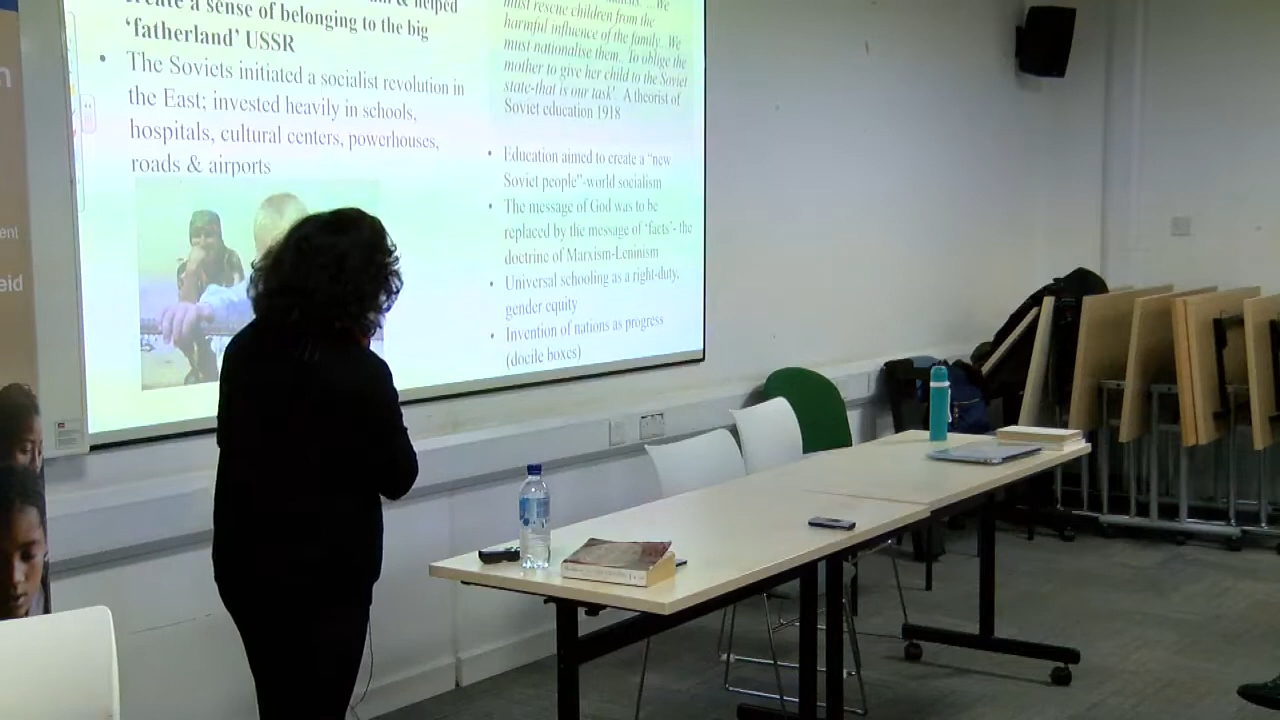 & helped
create a sense of belonging to the big
'fatherland' USSR
• The Soviets initiated a socialist revolution in
the East; invested heavily in schools,
hospitals, cultural centers, powerhouses,
roads & airports
We
must rescue children from the
harmful influence of the family. We
must nationalise them. To oblige the
mother to give her child to the Soviet
state-that is our task' A theorist of
Soviet education 1918
• Education aimed to create a "new
Soviet people"-world socialism
• The message of God was to be
replaced by the message of 'facts'- the
doctrine of Marxism-Leninism
• Universal schooling as a right-duty,
gender equity
• Invention of nations as progress
(docile boxes)